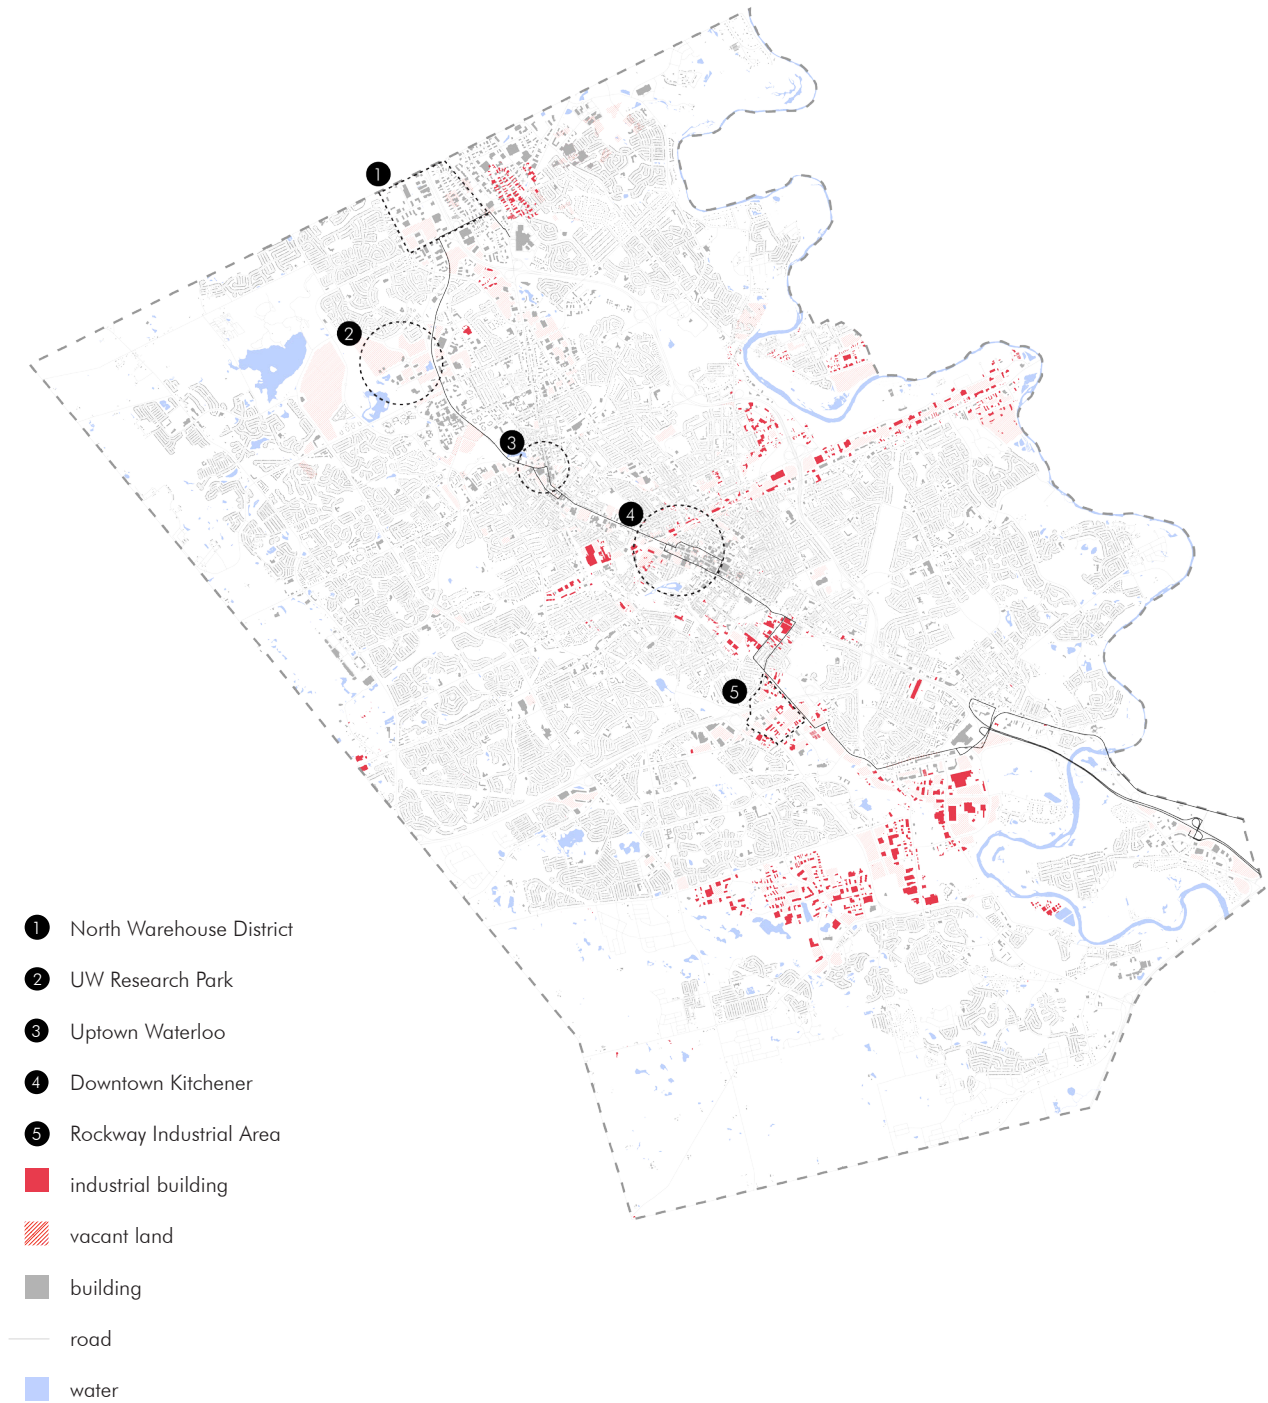 1
2
3
4
5
1 North Warehouse District
2 UW Research Park
3 Uptown Waterloo
4 Downtown Kitchener
5 Rockway Industrial Area
industrial building
vacant land
building
road
water